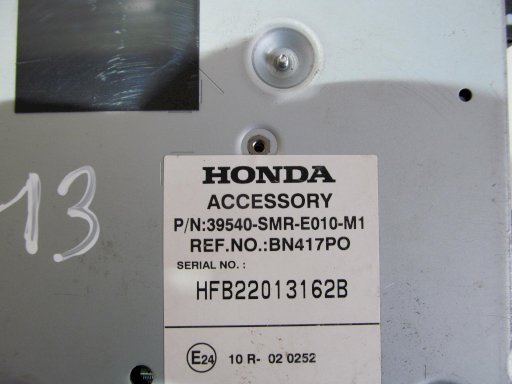 13
HONDA
ACCESSORY
P/N:39540-SMR-E010-M1
REF.NO.:BN417PO
SERIAL NO. :
HFB22013162B
E24 10 R- 02 0252